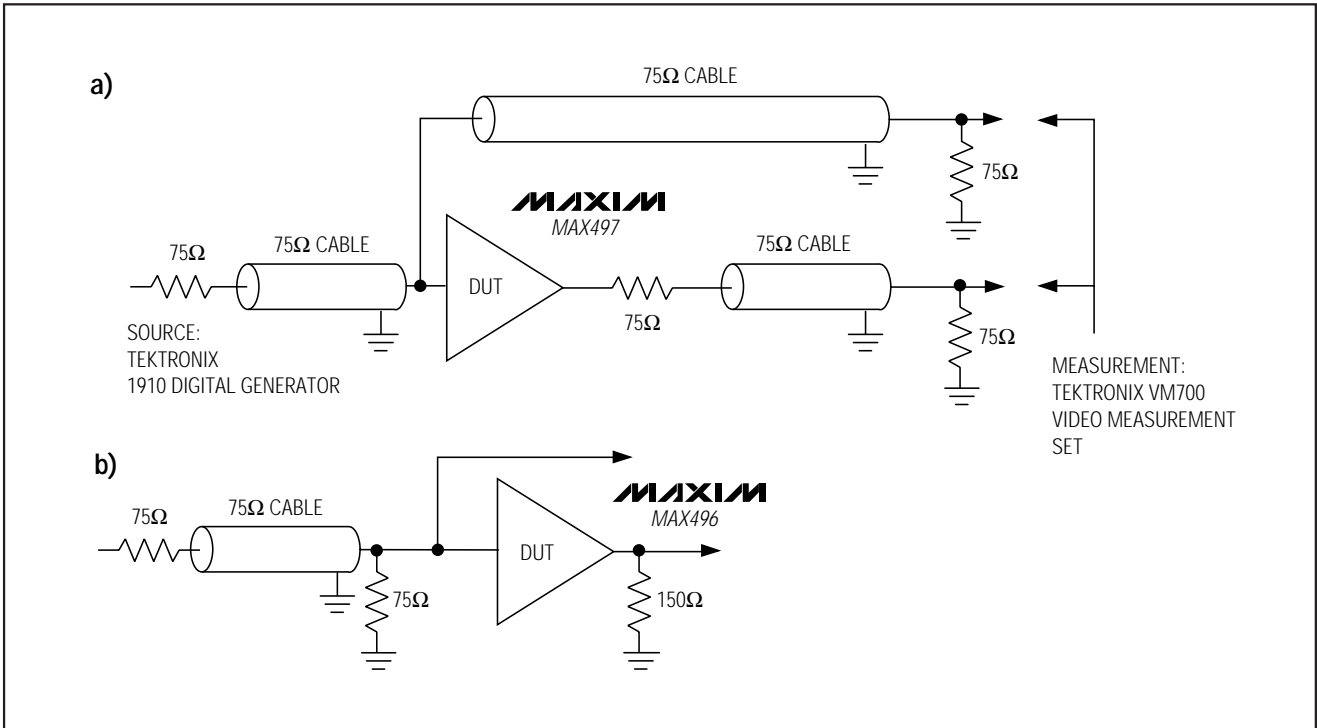 a)
75Ω CABLE
75Ω
MAXIM
MAX497
75Ω
75Ω CABLE
75Ω CABLE
DUT
75Ω
75Ω
SOURCE:
TEKTRONIX
1910 DIGITAL GENERATOR
MEASUREMENT:
TEKTRONIX VM700
VIDEO MEASUREMENT
SET
b)
MAXIM
MAX496
75Ω
75Ω CABLE
DUT
75Ω
150Ω